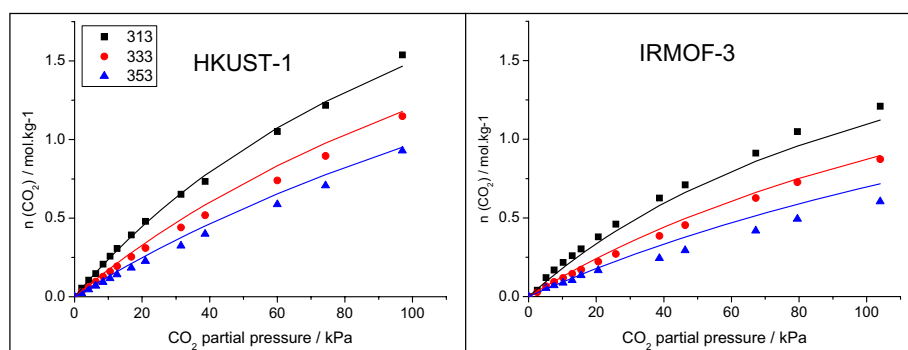 313
333
353
HKUST-1
n (CO2) / mol.kg-1
1.5
1.0
0.5
0.0
0 20 40 60 80 100
CO2 partial pressure / kPa
IRMOF-3
n (CO2) / mol.kg-1
1.5
1.0
0.5
0.0
0 20 40 60 80 100
CO2 partial pressure / kPa